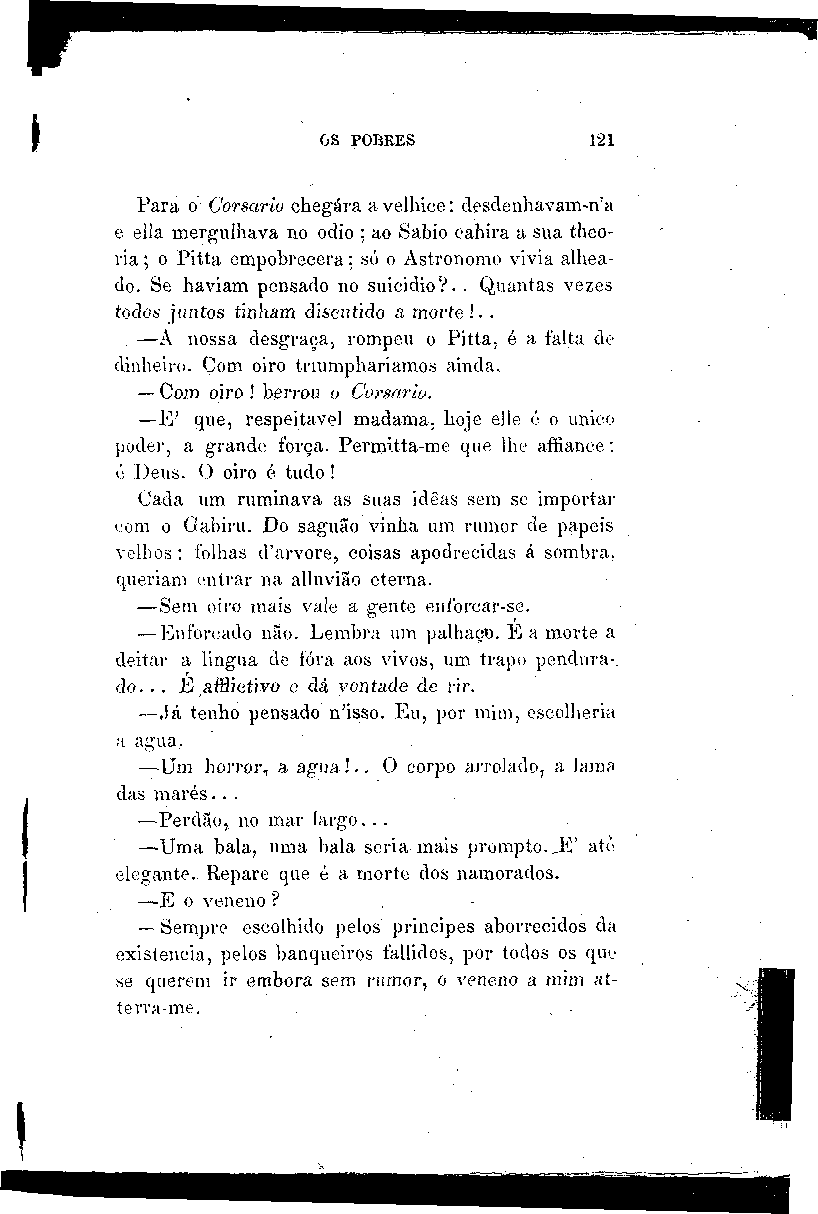 OS POBRES 121
Para o Corsario chegára a velhice: desdenhavam-n'a
e ella mergulhava no odio; ao Sabio cahira a sua theo-
ria; o Pitta empobrecera; só o Astronomo vivia alhea-
do. Se haviam pensado no suicidio?.. Quantas vezes
todos juntos tinham discutido a morte!..
—A nossa desgraça, rompeu o Pitta, é a falta de
dinheiro. Com oiro triumphariamos ainda.
—Com oiro! berrou o Corsario.
—E' que, respeitavel madama, hoje elle é o unico
poder, a grande força. Permitta-me que lhe affiance:
é Deus. O oiro é tudo!
Cada um ruminava as suas idêas sem se importar
com o Gabiru. Do saguão vinha um rumor de papeis
velhos: folhas d'arvore, coisas apodrecidas á sombra,
queriam entrar na alluvião eterna.
—Sem oiro mais vale a gente enforcar-se.
—Enforcado não. Lembra um palhaço. É a morte a
deitar a lingua de fóra aos vivos, um trapo pendura-
do... É afflictivo e dá vontade de rir.
—Já tenho pensado n'isso. Eu, por mim, escolheria
a agua.
—Um horror, a agua!.. O corpo arrolado, a lama
das marés...
—Perdão, no mar largo...
—Uma bala, uma bala seria mais prompto. E' até
elegante. Repare que é a morte dos namorados.
—E o veneno?
—Sempre escolhido pelos principes aborrecidos da
existencia, pelos banqueiros fallidos, por todos os que
se querem ir embora sem rumor, o veneno a mim at-
terra-me.